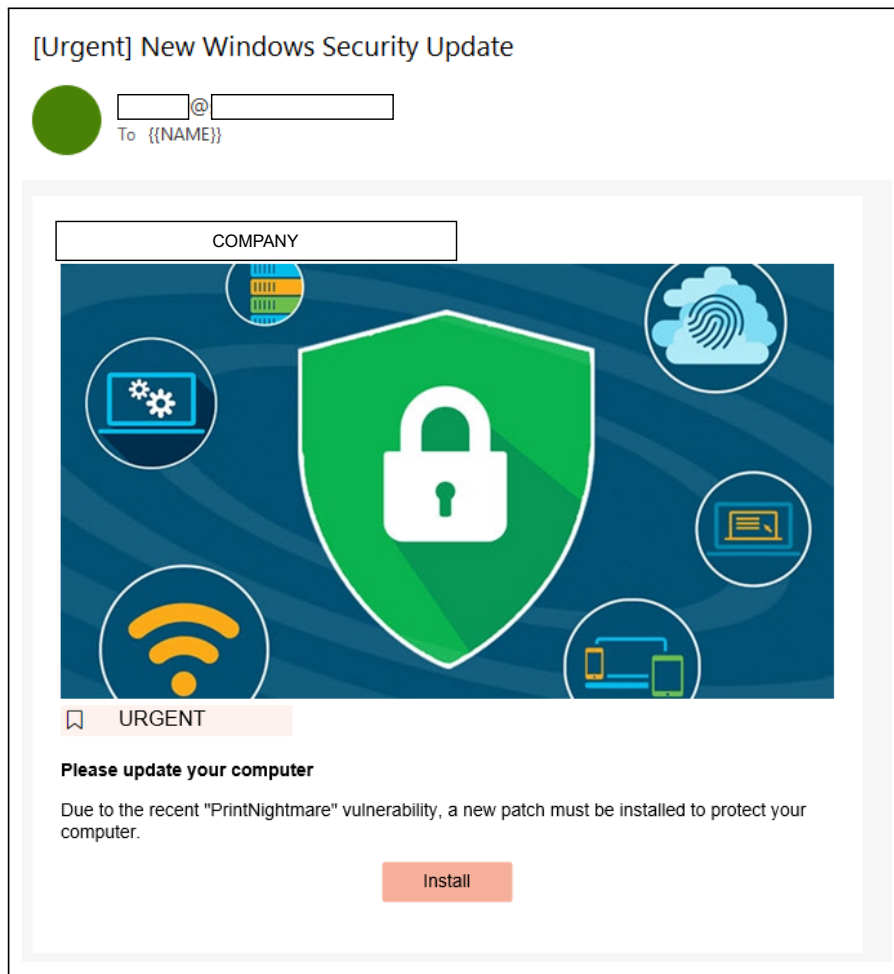 [Urgent] New Windows Security Update
@
To {{NAME}}
COMPANY
URGENT
Please update your computer
Due to the recent "PrintNightmare" vulnerability, a new patch must be installed to protect your
computer.
Install